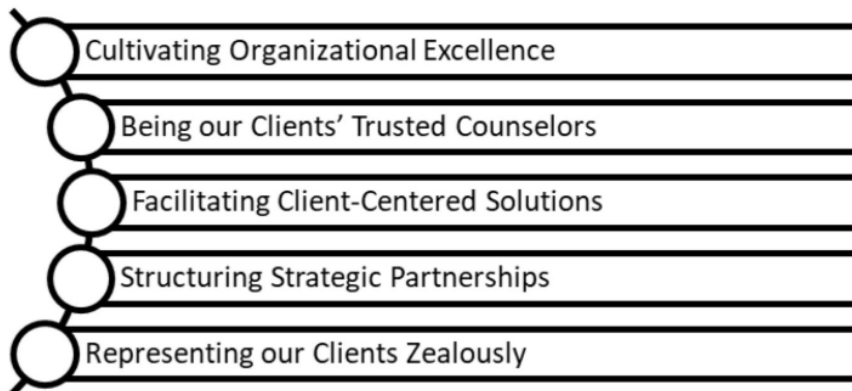 Cultivating Organizational Excellence
Being our Clients’ Trusted Counselors
Facilitating Client-Centered Solutions
Structuring Strategic Partnerships
Representing our Clients Zealously